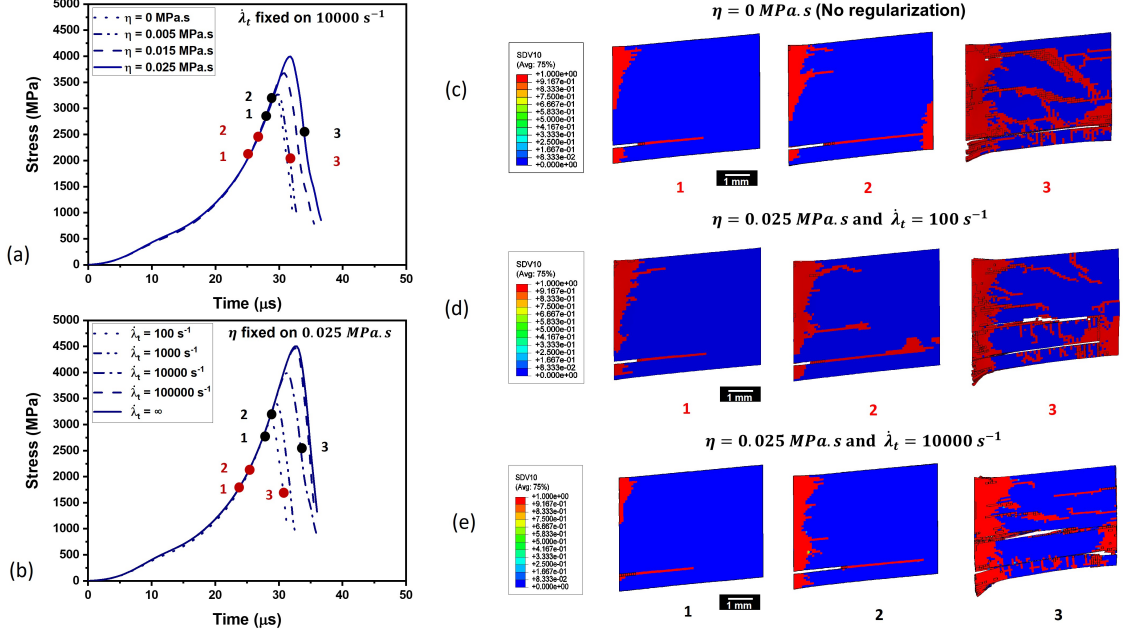 5000
4500
4000
3500
3000
2500
2000
1500
1000
500
0
0
10
20
30
40
50
Stress (MPa)
Time (μs)
η = 0 MPa.s
η = 0.005 MPa.s
η = 0.015 MPa.s
η = 0.025 MPa.s
λ̇ₜ fixed on 10000 s⁻¹
2
1
3
2
1
3
(a)
5000
4500
4000
3500
3000
2500
2000
1500
1000
500
0
0
10
20
30
40
50
Stress (MPa)
Time (μs)
λ̇ₜ = 100 s⁻¹
λ̇ₜ = 1000 s⁻¹
λ̇ₜ = 10000 s⁻¹
λ̇ₜ = 100000 s⁻¹
λ̇ₜ = ∞
η fixed on 0.025 MPa.s
2
1
3
2
1
3
(b)
η = 0 MPa.s (No regularization)
(c)
SDV10
(Avg: 75%)
+1.000e+00
+9.167e-01
+8.333e-01
+7.500e-01
+6.667e-01
+5.833e-01
+5.000e-01
+4.167e-01
+3.333e-01
+2.500e-01
+1.667e-01
+8.333e-02
+0.000e+00
1
1 mm
2
3
η = 0.025 MPa.s and λ̇ₜ = 100 s⁻¹
(d)
SDV10
(Avg: 75%)
+1.000e+00
+9.167e-01
+8.333e-01
+7.500e-01
+6.667e-01
+5.833e-01
+5.000e-01
+4.167e-01
+3.333e-01
+2.500e-01
+1.667e-01
+8.333e-02
+0.000e+00
1
1 mm
2
3
η = 0.025 MPa.s and λ̇ₜ = 10000 s⁻¹
(e)
SDV10
(Avg: 75%)
+1.000e+00
+9.167e-01
+8.333e-01
+7.500e-01
+6.667e-01
+5.833e-01
+5.000e-01
+4.167e-01
+3.333e-01
+2.500e-01
+1.667e-01
+8.333e-02
+0.000e+00
1
1 mm
2
3